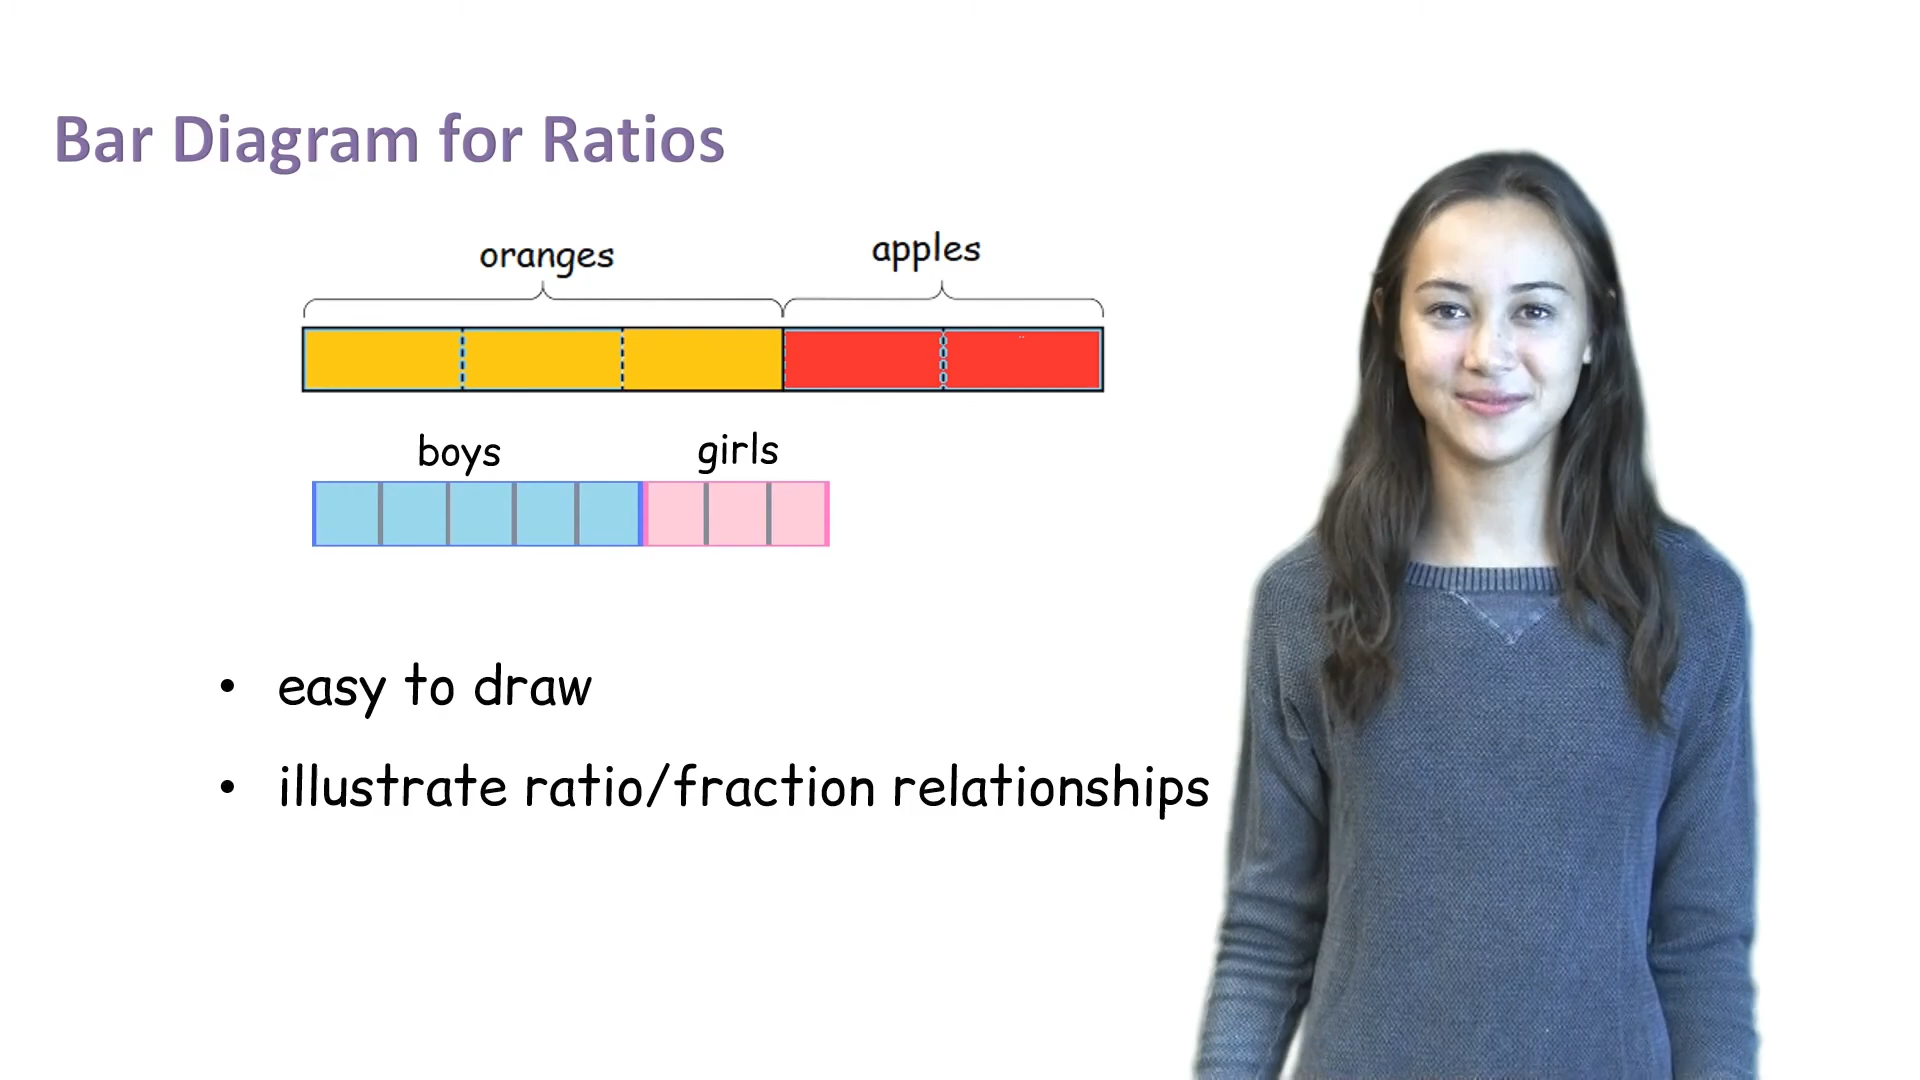 Bar Diagram for Ratios
oranges
apples
boys
girls
• easy to draw
• illustrate ratio/fraction relationships